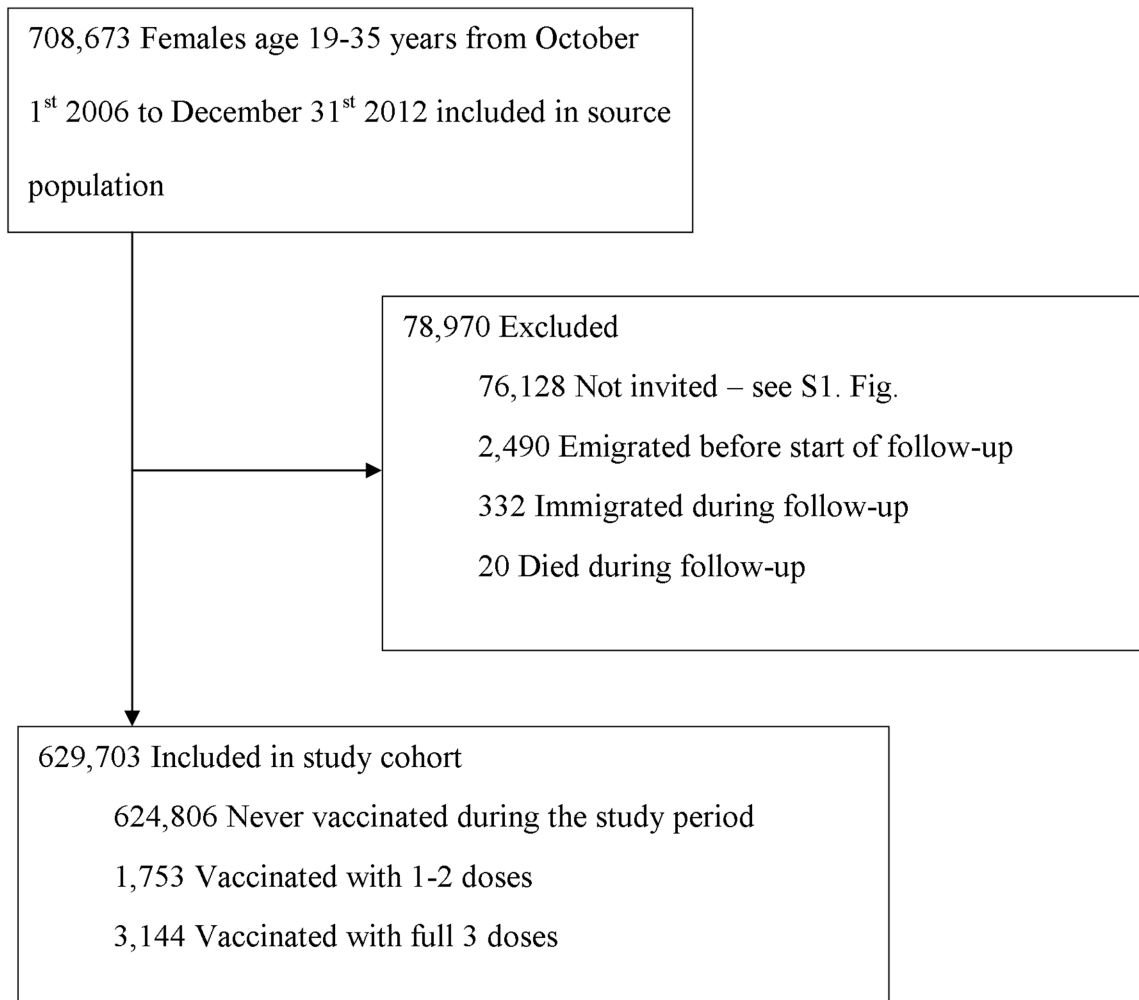 708,673 Females age 19-35 years from October
1st 2006 to December 31st 2012 included in source
population
78,970 Excluded
76,128 Not invited – see S1. Fig.
2,490 Emigrated before start of follow-up
332 Immigrated during follow-up
20 Died during follow-up
629,703 Included in study cohort
624,806 Never vaccinated during the study period
1,753 Vaccinated with 1-2 doses
3,144 Vaccinated with full 3 doses